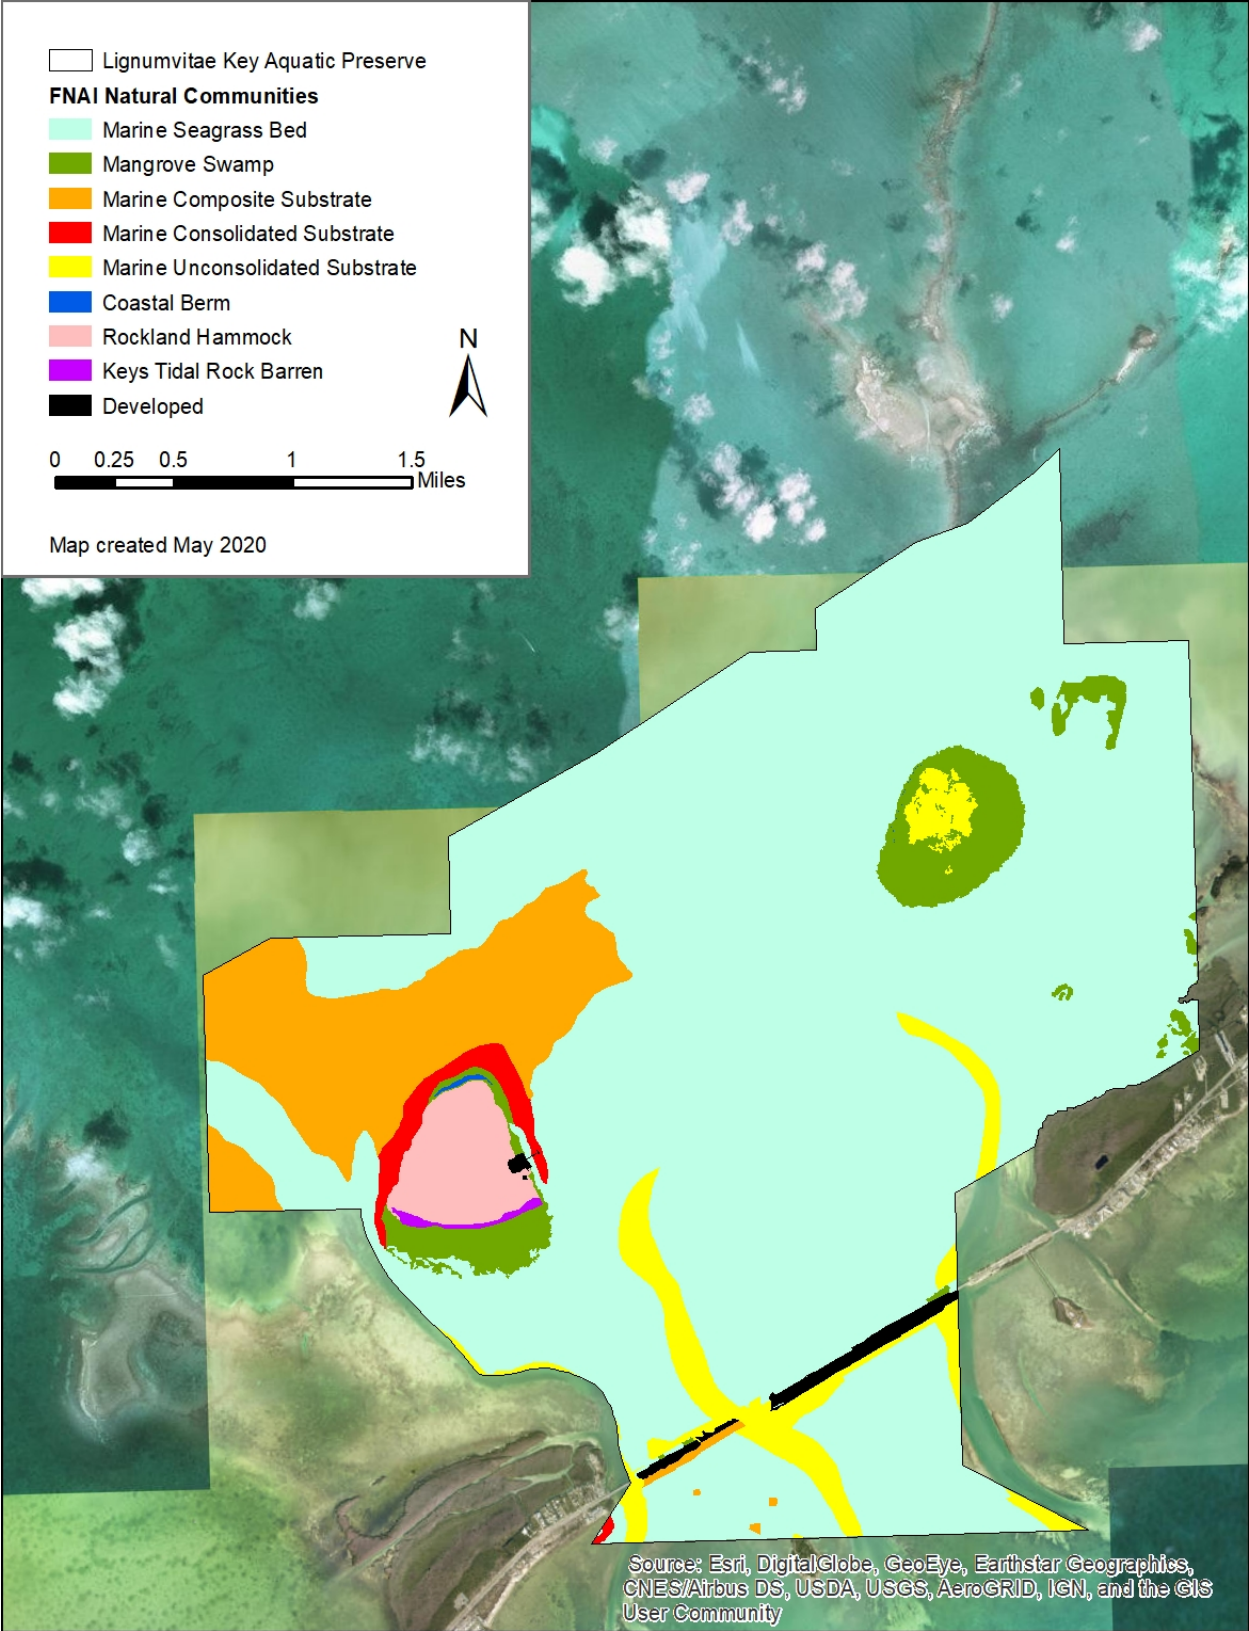 Lignumvitae Key Aquatic Preserve
FNAI Natural Communities
Marine Seagrass Bed
Mangrove Swamp
Marine Composite Substrate
Marine Consolidated Substrate
Marine Unconsolidated Substrate
Coastal Berm
Rockland Hammock
Keys Tidal Rock Barren
Developed
N
0 0.25 0.5 1 1.5
Miles
Map created May 2020
Source: Esri, DigitalGlobe, GeoEye, Earthstar Geographics,
CNES/Airbus DS, USDA, USGS, AeroGRID, IGN, and the GIS
User Community